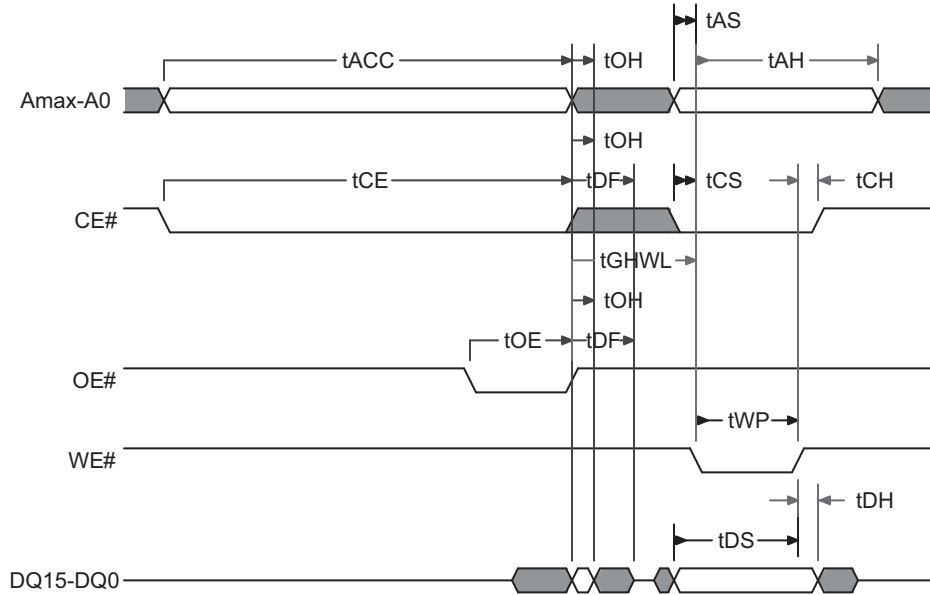 tAS
tACC tOH tAH
Amax-A0
tOH
tCE tDF tCS tCH
CE#
tGHWL
tOH
tOE tDF
OE#
tWP
WE#
tDH
tDS
DQ15-DQ0